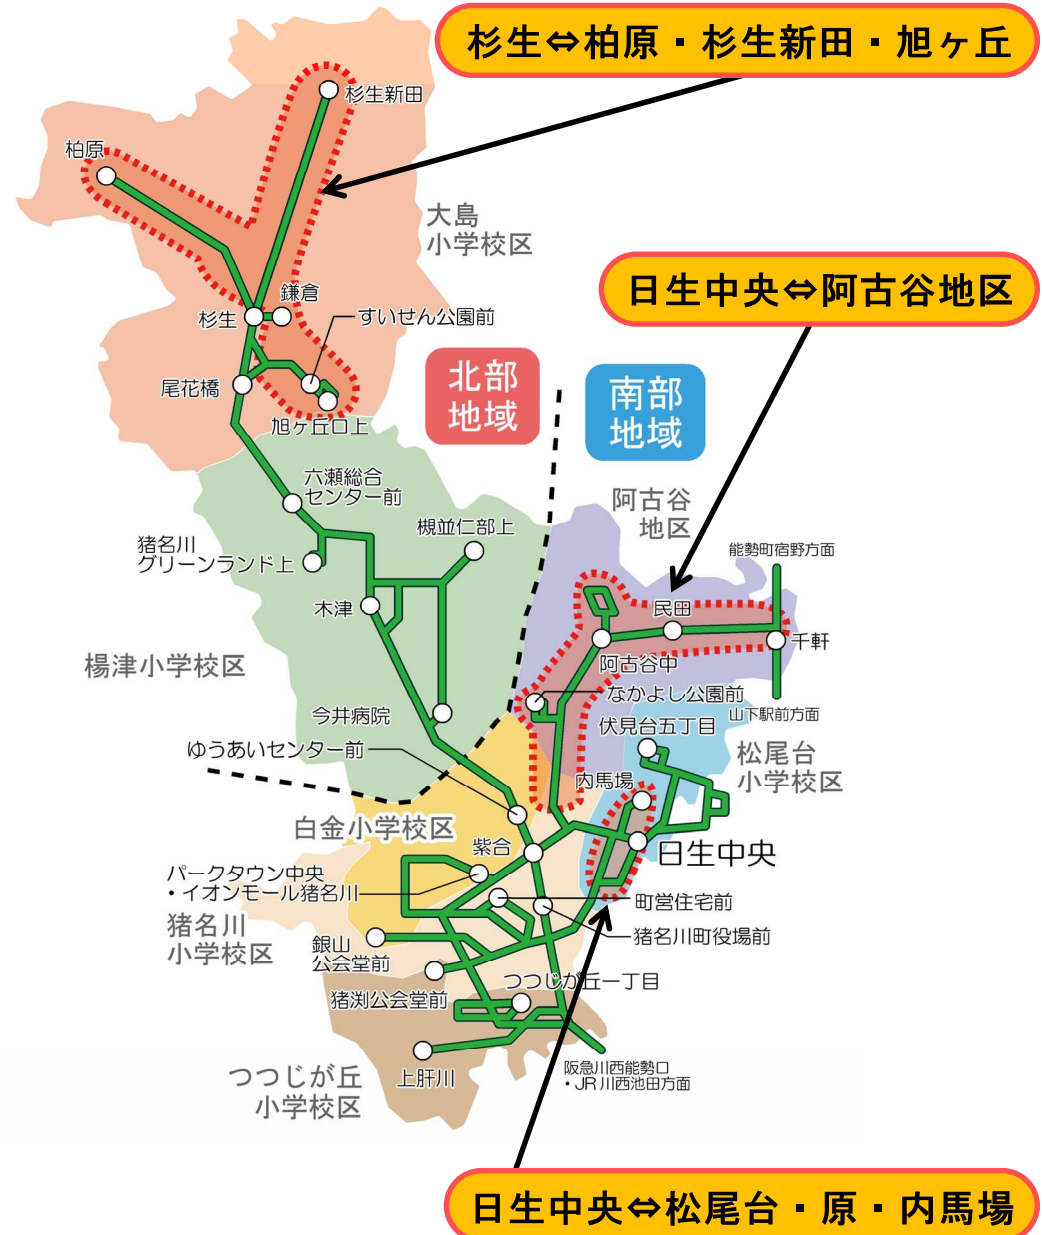 杉生⇔柏原・杉生新田・旭ヶ丘
杉生新田
柏原
大島
小学校区
日生中央⇔阿古谷地区
鎌倉
杉生
すいせん公園前
尾花橋
旭ヶ丘口上
北部
地域
南部
地域
六瀬総合
センター前
阿古谷
地区
槻並仁部上
猪名川
グリーンランド上
能勢町宿野方面
木津
民田
千軒
阿古谷中
楊津小学校区
なかよし公園前
今井病院
山下駅前方面
伏見台五丁目
ゆうあいセンター前
松尾台
小学校区
内馬場
白金小学校区
紫合
日生中央
パークタウン中央
・イオンモール猪名川
町営住宅前
猪名川
小学校区
銀山
公会堂前
猪名川町役場前
つつじが丘一丁目
猪渕公会堂前
上肝川
つつじが丘
小学校区
阪急川西能勢口
・JR川西池田方面
日生中央⇔松尾台・原・内馬場